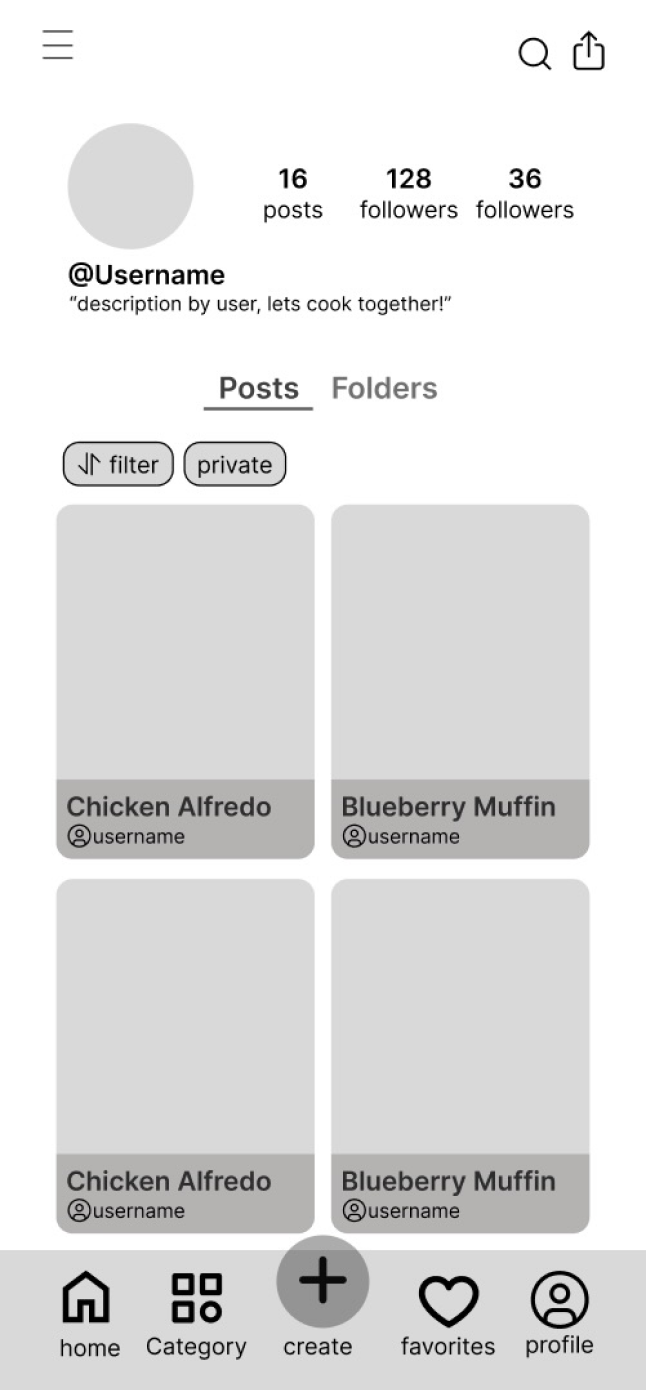 16 128 36
posts followers followers
@Username
“description by user, lets cook together!”
Posts Folders
filter private
Chicken Alfredo Blueberry Muffin
username username
Chicken Alfredo Blueberry Muffin
username username
home Category create favorites profile